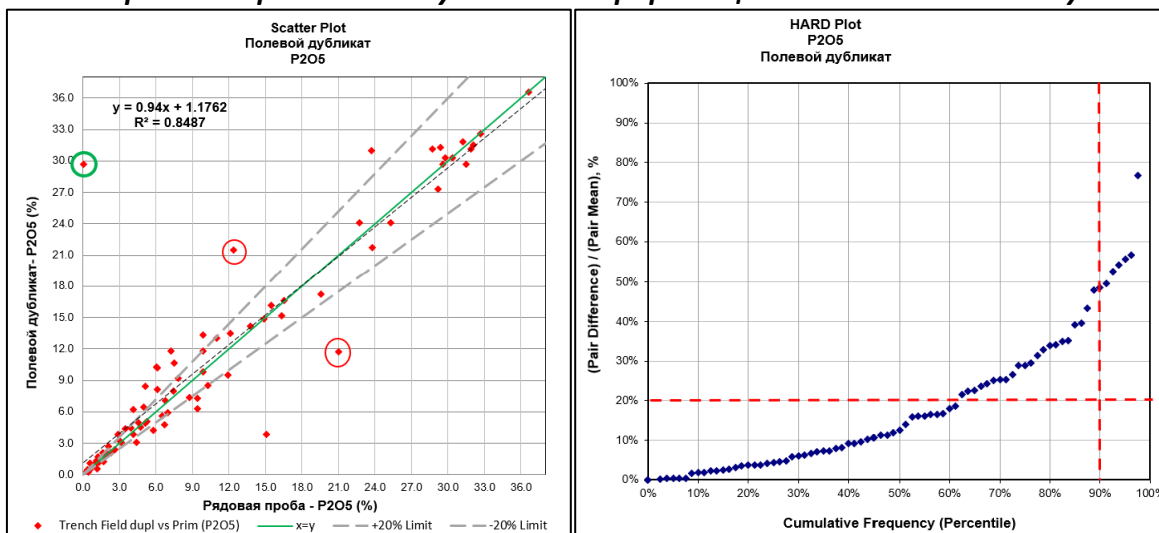 Scatter Plot
Полевой дубликат
P2O5
y = 0.94x + 1.1762
R² = 0.8487
Полевой дубликат- P2O5 (%)
36.0
33.0
30.0
27.0
24.0
21.0
18.0
15.0
12.0
9.0
6.0
3.0
0.0
0.0 3.0 6.0 9.0 12.0 15.0 18.0 21.0 24.0 27.0 30.0 33.0 36.0
Рядовая проба - P2O5 (%)
Trench Field dupl vs Prim (P2O5) x=y +20% Limit -20% Limit
HARD Plot
P2O5
Полевой дубликат
(Pair Difference) / (Pair Mean), %
100%
90%
80%
70%
60%
50%
40%
30%
20%
10%
0%
0% 10% 20% 30% 40% 50% 60% 70% 80% 90% 100%
Cumulative Frequency (Percentile)